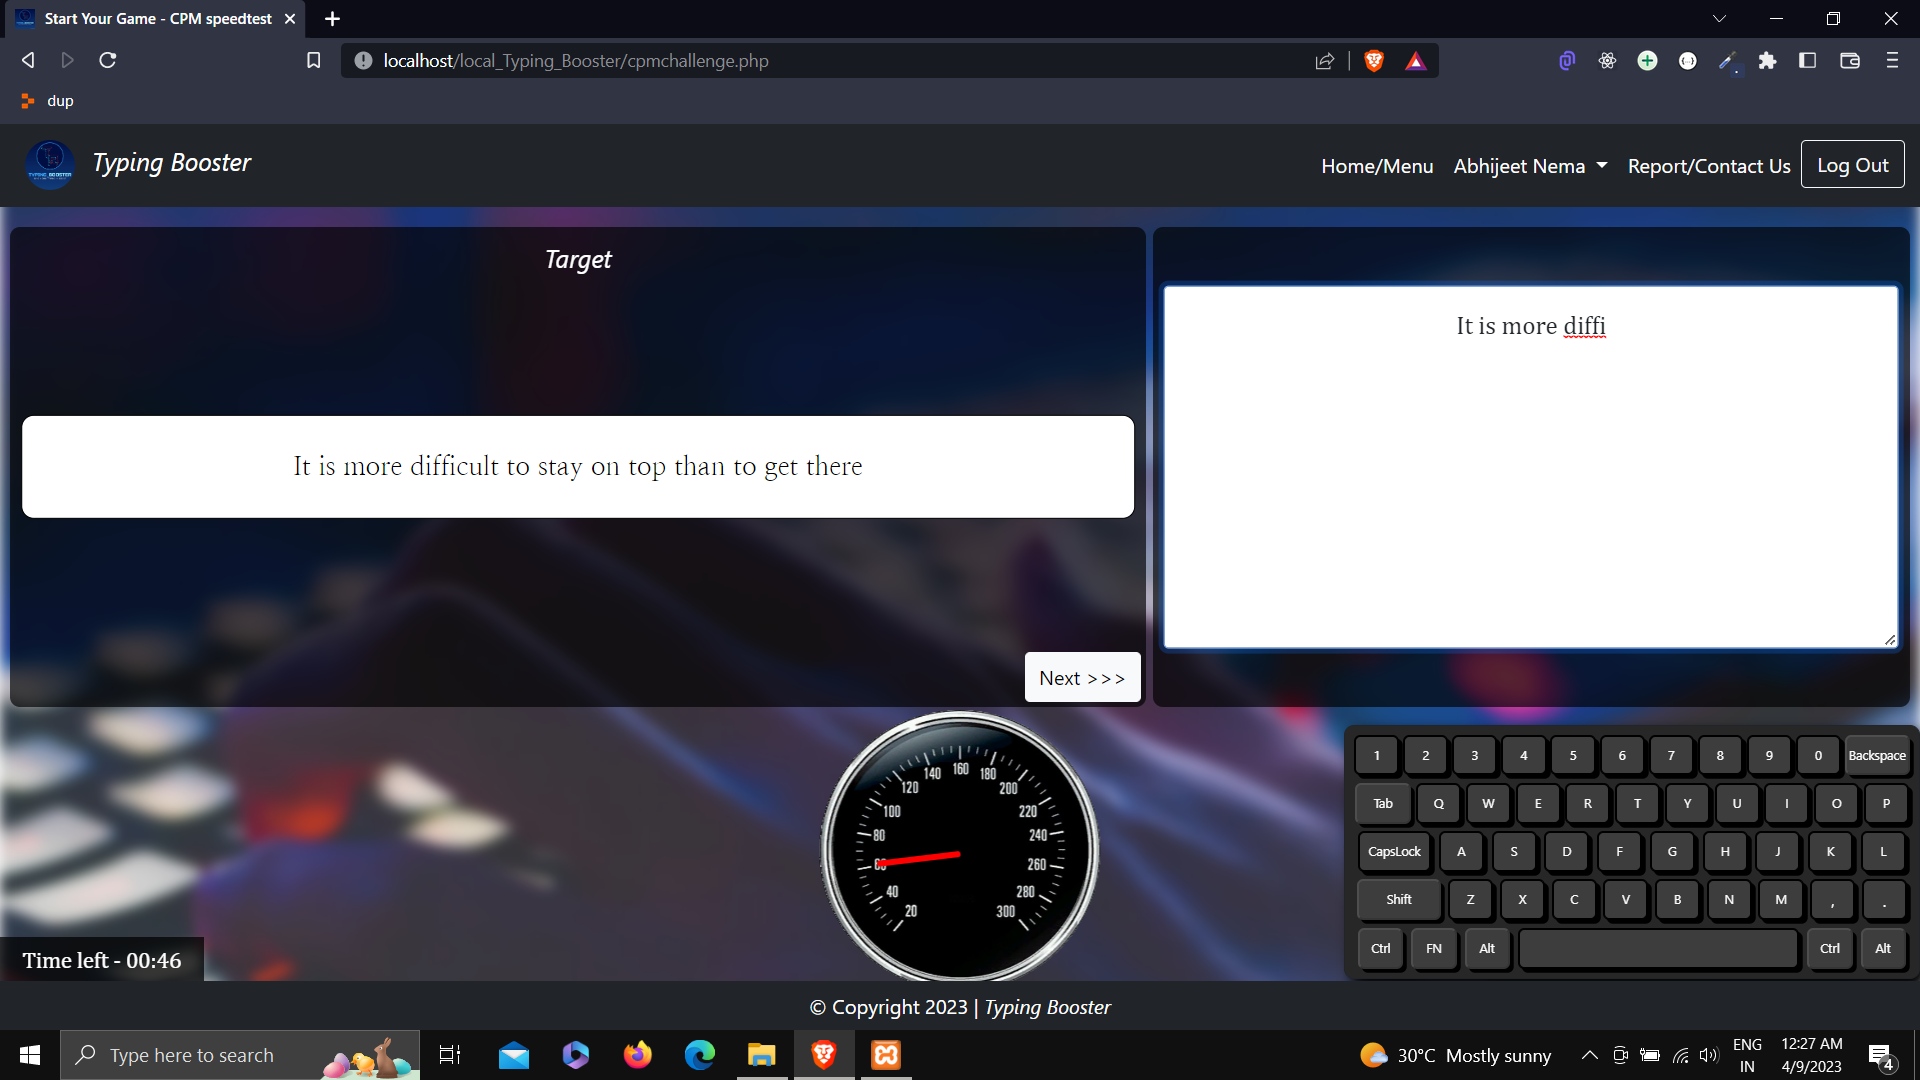 Start Your Game - CPM speedtest
localhost/local_Typing_Booster/cpmchallenge.php
dup
Typing Booster
Home/Menu
Abhijeet Nema
Report/Contact Us
Log Out
Target
It is more difficult to stay on top than to get there
Next >>>
It is more diffi
20
40
60
80
100
120
140
160
180
200
220
240
260
280
300
1 2 3 4 5 6 7 8 9 0 Backspace
Tab Q W E R T Y U I O P
CapsLock A S D F G H J K L
Shift Z X C V B N M , .
Ctrl FN Alt Ctrl Alt
Time left - 00:46
© Copyright 2023 | Typing Booster
Type here to search
30°C Mostly sunny
ENG
IN
12:27 AM
4/9/2023
4